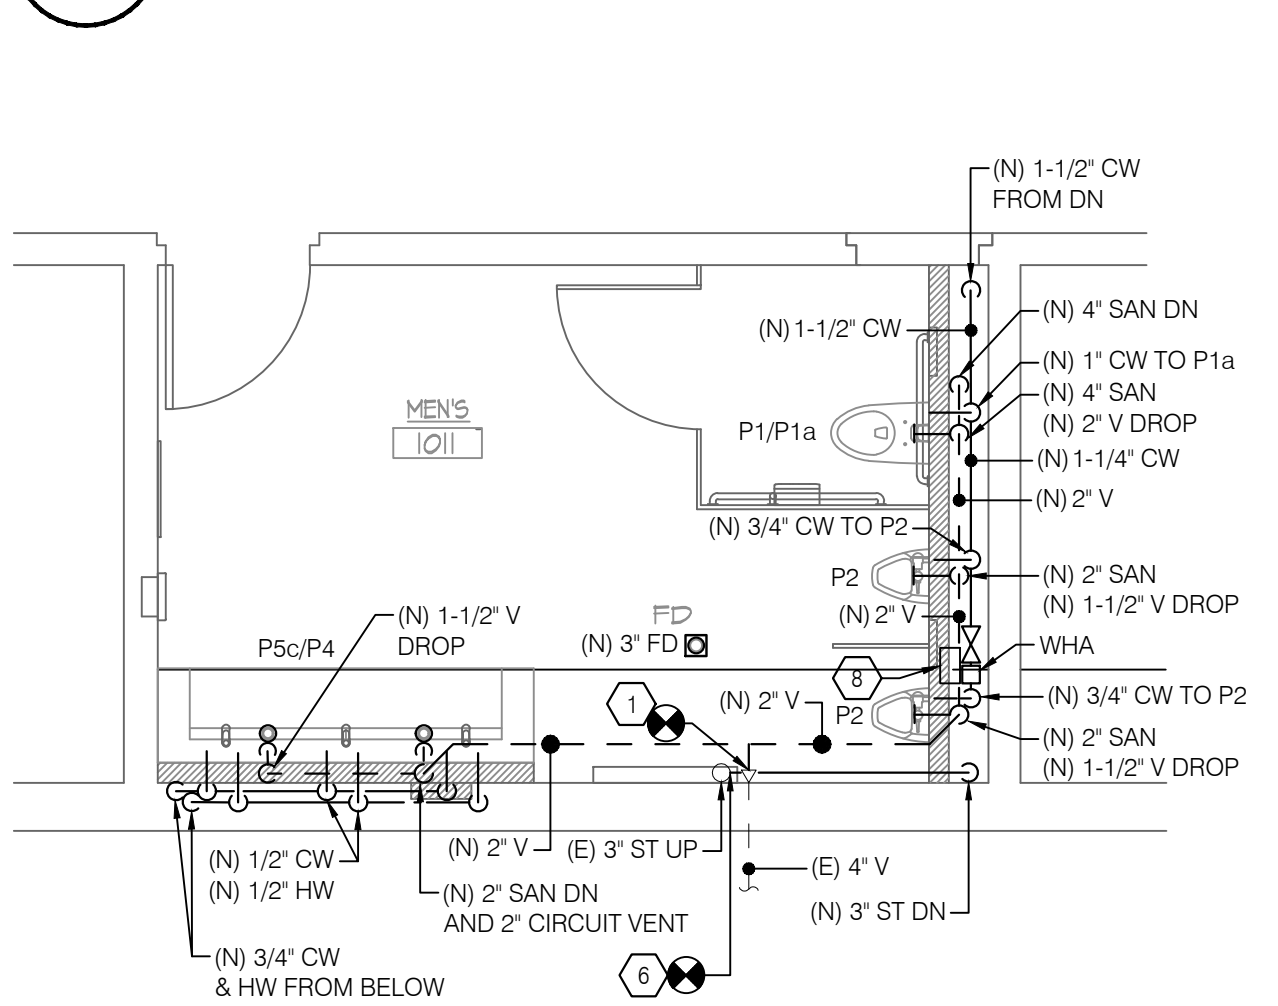 (N) 1-1/2" CW
FROM DN
(N) 4" SAN DN
(N) 1-1/2" CW
(N) 1" CW TO P1a
(N) 4" SAN
(N) 2" V DROP
MEN'S
1011
P1/P1a
(N) 1-1/4" CW
(N) 2" V
(N) 3/4" CW TO P2
P2
(N) 2" SAN
(N) 1-1/2" V DROP
(N) 2" V
(N) 1-1/2" V
DROP
FD
(N) 3" FD
P5c/P4
WHA
8
(N) 3/4" CW TO P2
1
(N) 2" V
P2
(N) 2" SAN
(N) 1-1/2" V DROP
(N) 2" V
(E) 3" ST UP
(N) 1/2" CW
(N) 1/2" HW
(E) 4" V
(N) 2" SAN DN
AND 2" CIRCUIT VENT
(N) 3" ST DN
(N) 3/4" CW
& HW FROM BELOW
6